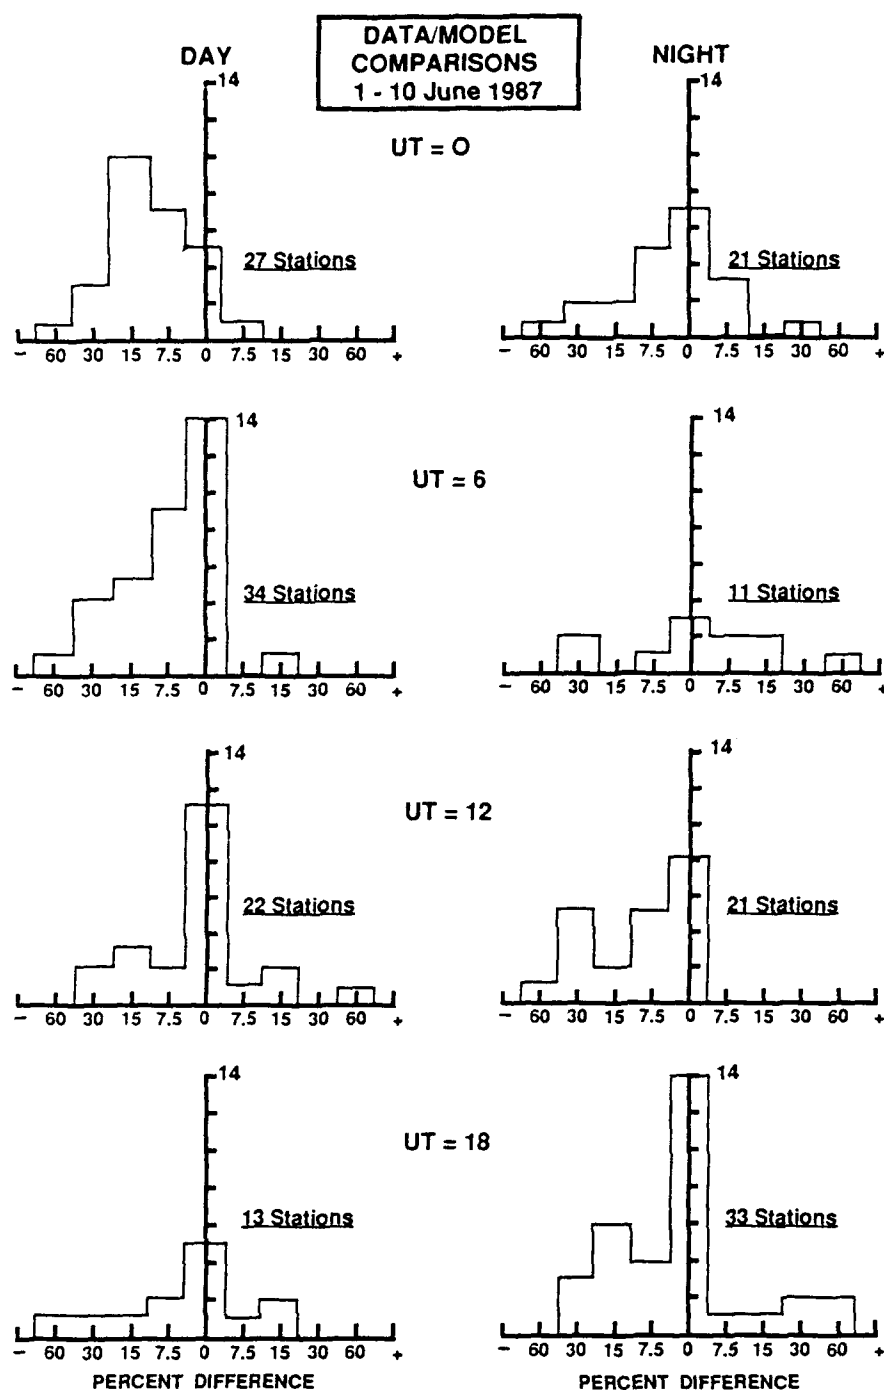 DATA/MODEL
COMPARISONS
1 - 10 June 1987
DAY
NIGHT
14
14
UT = O
27 Stations
21 Stations
- 60 30 15 7.5 0 7.5 15 30 60 +
- 60 30 15 7.5 0 7.5 15 30 60 +
14
14
UT = 6
34 Stations
11 Stations
- 60 30 15 7.5 0 7.5 15 30 60 +
- 60 30 15 7.5 0 7.5 15 30 60 +
14
14
UT = 12
22 Stations
21 Stations
- 60 30 15 7.5 0 7.5 15 30 60 +
- 60 30 15 7.5 0 7.5 15 30 60 +
14
14
UT = 18
13 Stations
33 Stations
- 60 30 15 7.5 0 7.5 15 30 60 +
- 60 30 15 7.5 0 7.5 15 30 60 +
PERCENT DIFFERENCE
PERCENT DIFFERENCE